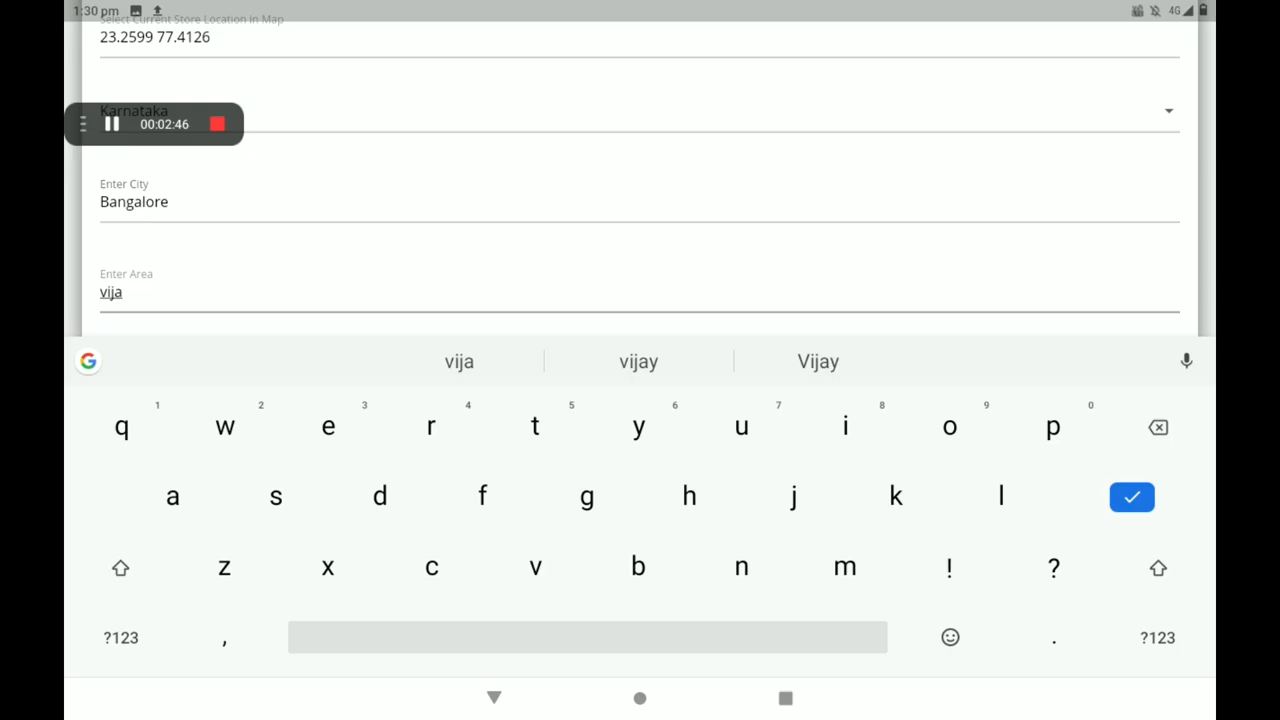 1:30 pm 4G
Select Current Store Location in Map
23.2599 77.4126
Karnataka
00:02:46
Enter City
Bangalore
Enter Area
vija
vija vijay Vijay
1 2 3 4 5 6 7 8 9 0
q w e r t y u i o p
a s d f g h j k l
z x c v b n m ! ?
?123 , . ?123